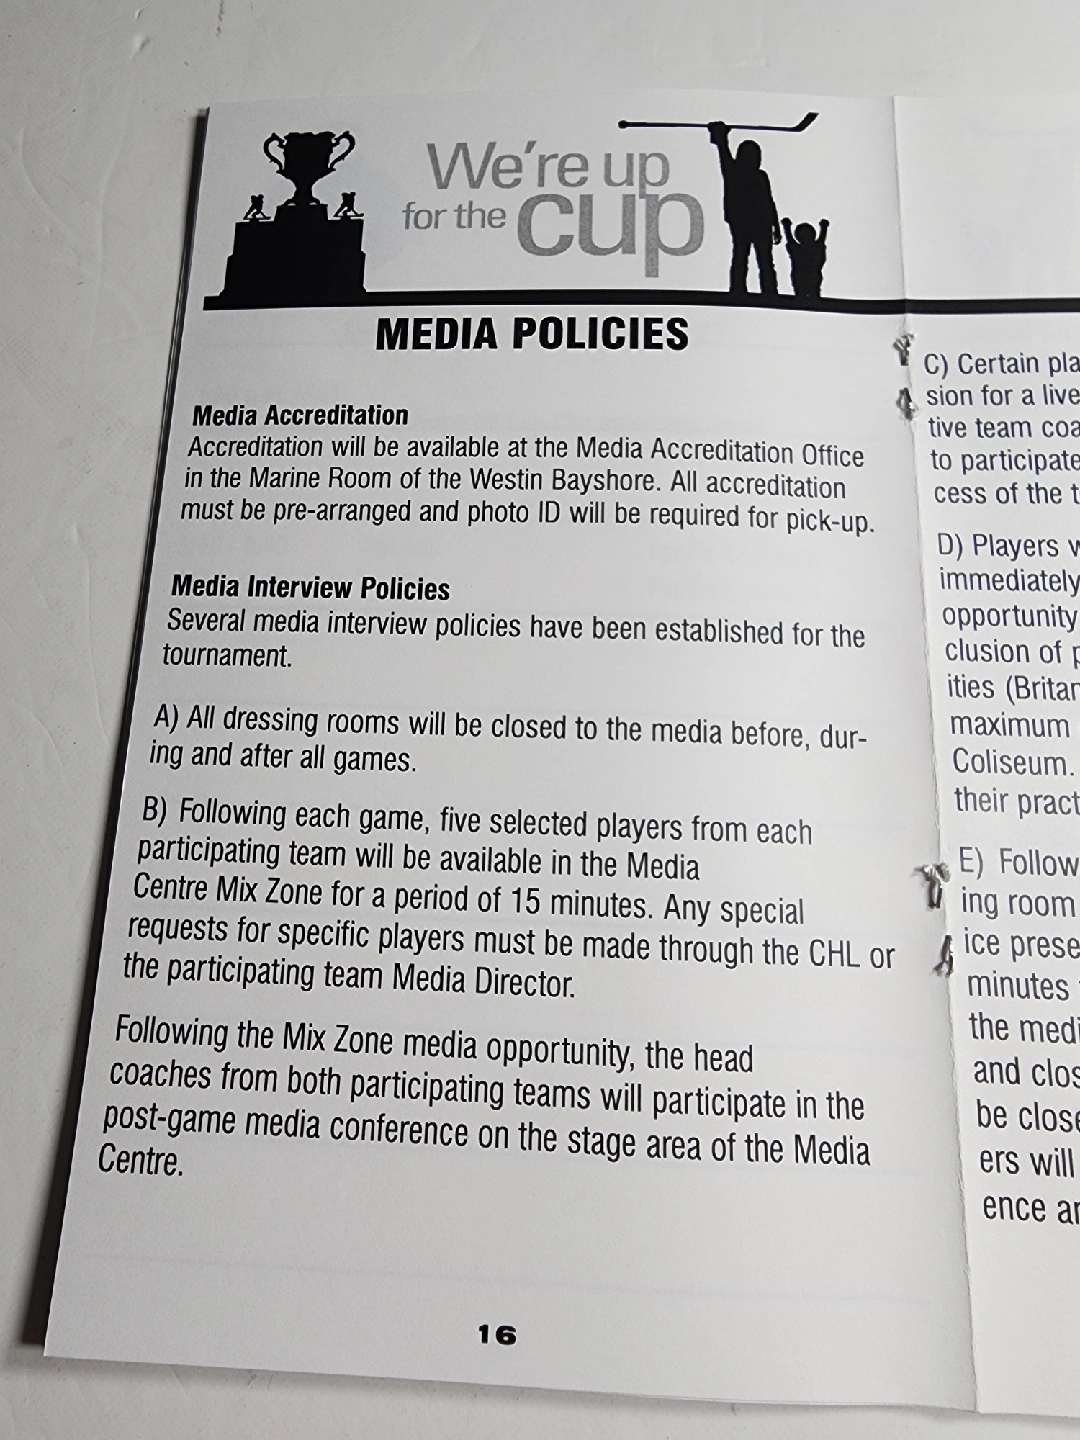 We're up
for the cup
MEDIA POLICIES
Media Accreditation
Accreditation will be available at the Media Accreditation Office
in the Marine Room of the Westin Bayshore. All accreditation
must be pre-arranged and photo ID will be required for pick-up.
Media Interview Policies
Several media interview policies have been established for the
tournament.
A) All dressing rooms will be closed to the media before, dur-
ing and after all games.
B) Following each game, five selected players from each
participating team will be available in the Media
Centre Mix Zone for a period of 15 minutes. Any special
requests for specific players must be made through the CHL or
the participating team Media Director.
Following the Mix Zone media opportunity, the head
coaches from both participating teams will participate in the
post-game media conference on the stage area of the Media
Centre.
16
C) Certain
sion for a live
tive team
to participate
cess of the
D) Players
immediately
opportunity
clusion of
ities
maximum
Coliseum.
their
E)
ing room
ice
minutes
the
and
be
ers will
ence